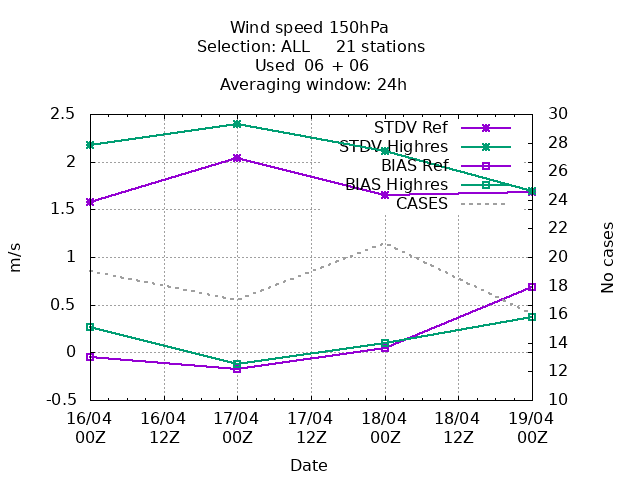 Wind speed 150hPa
Selection: ALL 21 stations
Used 06 + 06
Averaging window: 24h
2.5
2
1.5
1
0.5
0
-0.5
30
28
26
24
22
20
18
16
14
12
10
STDV Ref
STDV Highres
BIAS Ref
BIAS Highres
CASES
m/s
No cases
16/04 16/04 17/04 17/04 18/04 18/04 19/04
00Z 12Z 00Z 12Z 00Z 12Z 00Z
Date